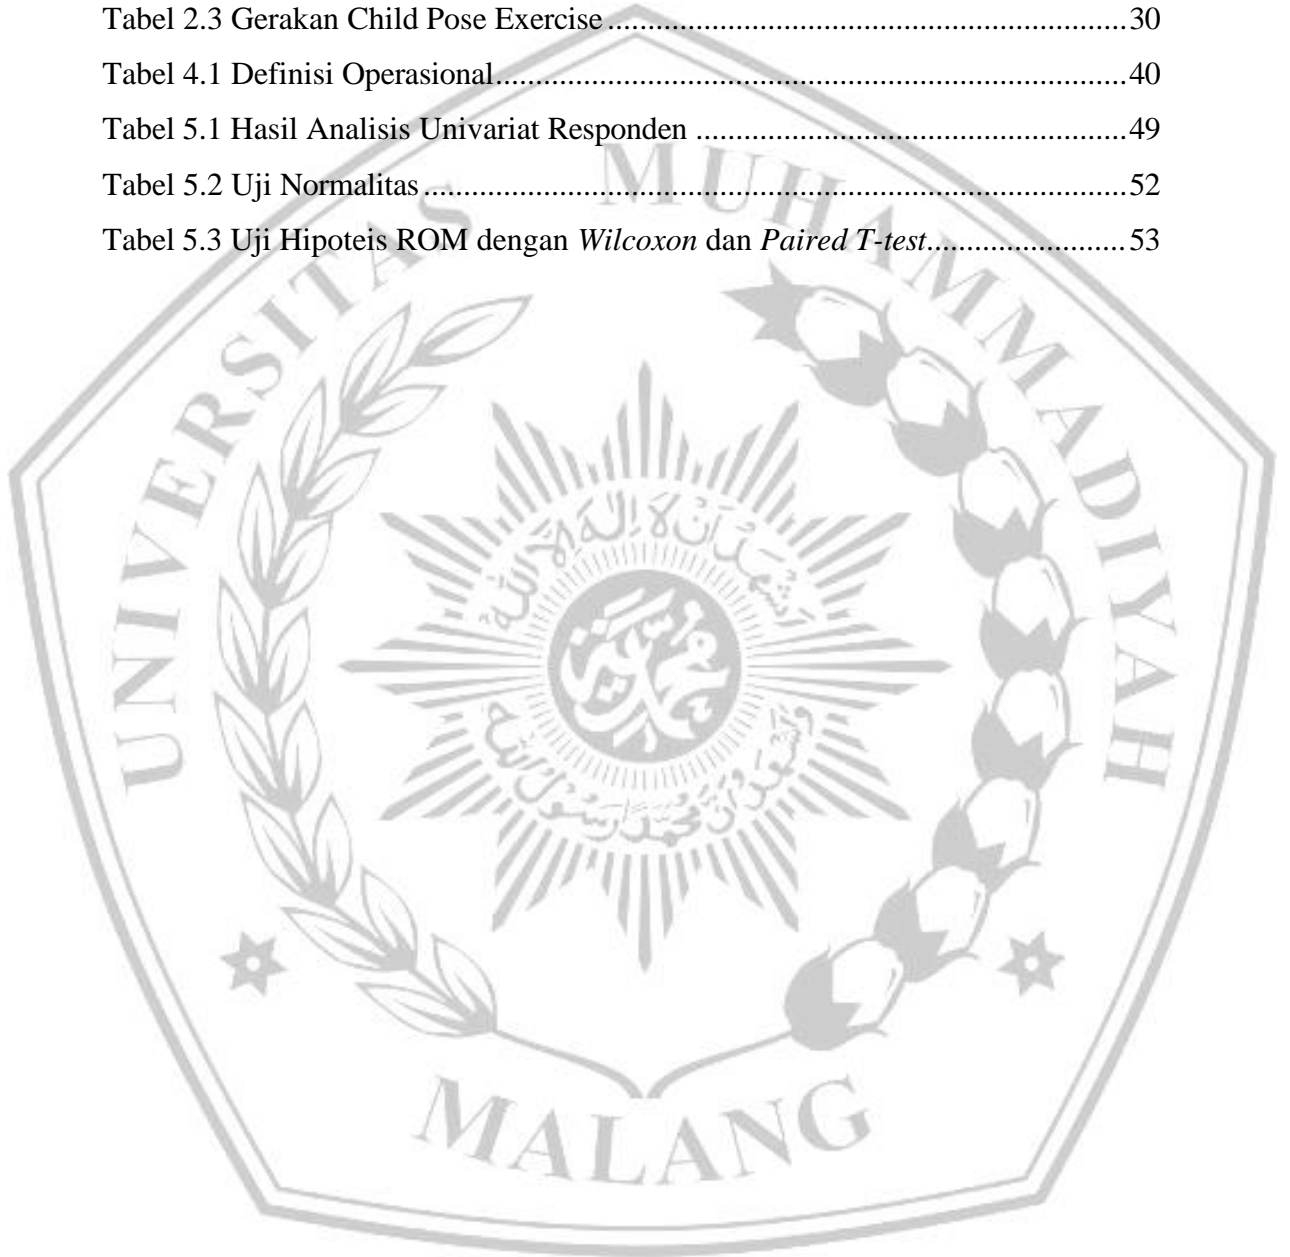 Tabel 2.3 Gerakan Child Pose Exercise ................................................................. 30
Tabel 4.1 Definisi Operasional ............................................................................... 40
Tabel 5.1 Hasil Analisis Univariat Responden ...................................................... 49
Tabel 5.2 Uji Normalitas ........................................................................................ 52
Tabel 5.3 Uji Hipoteis ROM dengan Wilcoxon dan Paired T-test ......................... 53
UNIVERSITAS MUHAMMADIYAH
MALANG